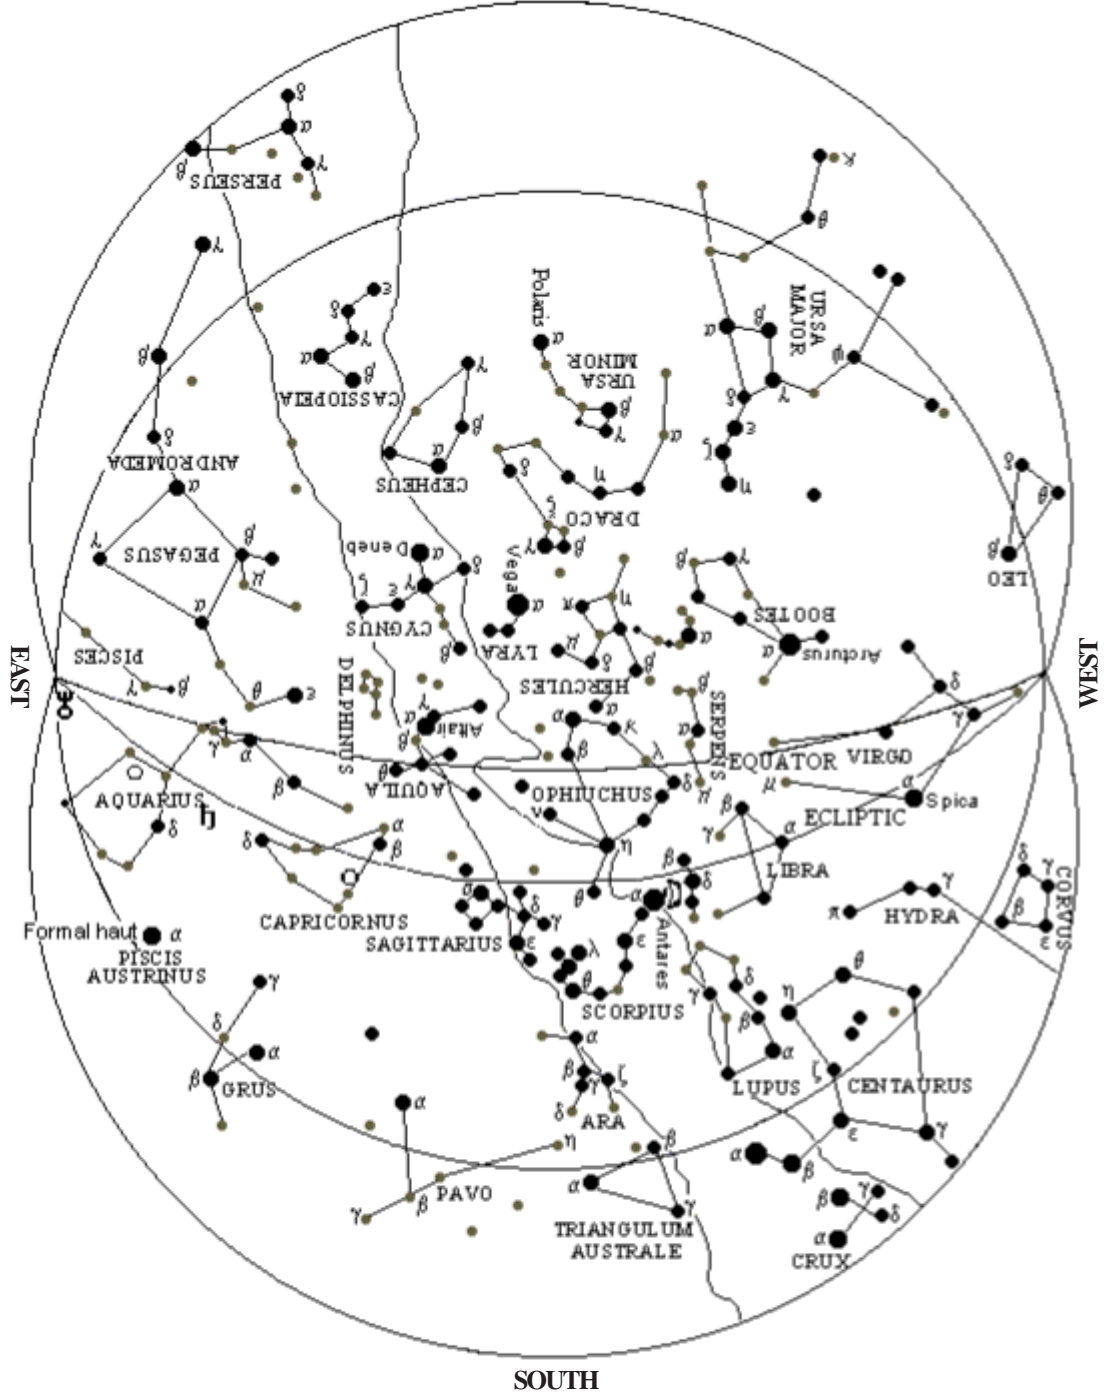 δ
α
β
γ
PERSEUS
κ
θ
γ
ε
δ
γ
α
β
CASSIOPEIA
Polaris
α
URSA
MINOR
β
γ
URSA
MAJOR
α
β
γ
δ
ε
ζ
η
ψ
β
δ
ANDROMEDA
α
γ
β
α
CEPHEUS
δ
η
α
DRACO
ζ
γ
β
δ
θ
β
LEO
γ
PEGASUS
β
μ
α
θ
ε
Deneb
α
γ
δ
ε
ζ
CYGNUS
β
Vega
α
LYRA
π
η
μ
δ
β
HERCULES
α
α
β
γ
BOOTES
α
Arcturus
EAST
WEST
PISCES
γ
β
DELPHINUS
Altair
α
β
θ
AQUILA
α
β
κ
λ
δ
OPHIUCHUS
ν
η
θ
SERPENS
β
α
μ
EQUATOR
VIRGO
δ
γ
μ
α
Spica
ECLIPTIC
γ
α
β
AQUARIUS
δ
δ
α
β
CAPRICORNUS
β
α
γ
LIBRA
Formal haut
α
PISCIS
AUSTRINUS
σ
δ
γ
ε
SAGITTARIUS
β
δ
α
Antares
ε
λ
θ
SCORPIUS
π
γ
HYDRA
δ
γ
β
ε
CORVUS
γ
δ
α
β
GRUS
γ
δ
β
α
LUPUS
θ
η
ζ
CENTAURUS
ε
γ
α
β
α
β
γ
ζ
δ
ARA
α
η
PAVO
β
γ
β
α
γ
TRIANGULUM
AUSTRALE
β
γ
δ
α
CRUX
SOUTH